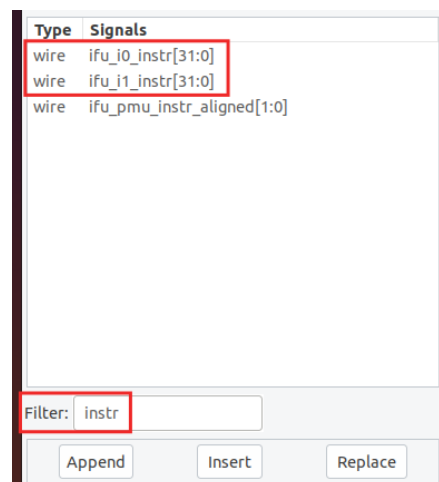 Type Signals
wire ifu_i0_instr[31:0]
wire ifu_i1_instr[31:0]
wire ifu_pmu_instr_aligned[1:0]
Filter: instr
Append Insert Replace